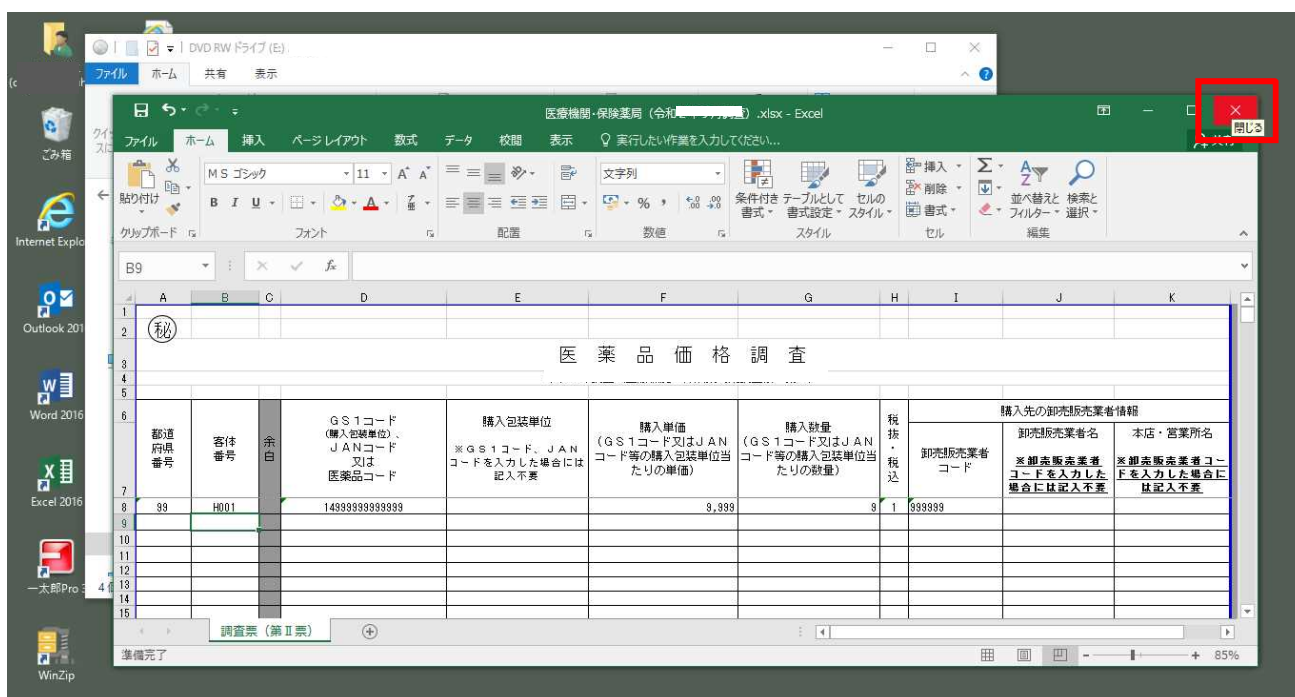 DVD RW ドライブ (E:)
ファイル ホーム 共有 表示
医療機関・保険薬局（令和 ）.xlsx - Excel
閉じる
ファイル ホーム 挿入 ページ レイアウト 数式 データ 校閲 表示 実行したい作業を入力してください...
貼り付け
ＭＳ ゴシック 11 A A
B I U A
文字列
% ,
条件付き書式 テーブルとして書式設定 セルのスタイル
挿入
削除
書式
Σ
並べ替えとフィルター 検索と選択
クリップボード フォント 配置 数値 スタイル セル 編集
B9 fx
A B C D E F G H I J K
1
2 ㊙
3 医薬品価格調査
4
5
6
7
都道府県番号
客体番号
余白
ＧＳ１コード
（購入包装単位）、
ＪＡＮコード
又は
医薬品コード
購入包装単位
※ＧＳ１コード、ＪＡＮ
コードを入力した場合には
記入不要
購入単価
（ＧＳ１コード又はＪＡＮ
コード等の購入包装単位当
たりの単価）
購入数量
（ＧＳ１コード又はＪＡＮ
コード等の購入包装単位当
たりの数量）
税抜・税込
購入先の卸売販売業者情報
卸売販売業者
コード
卸売販売業者名
※卸売販売業者
コードを入力した
場合には記入不要
本店・営業所名
※卸売販売業者コー
ドを入力した場合に
は記入不要
8 99 H001 14999999999999 9,999 9 1 999999
9
10
11
12
13
14
15
調査票（第Ⅱ票）
準備完了 85%
ごみ箱
Internet Explo
Outlook 201
Word 2016
Excel 2016
一太郎Pro
WinZip